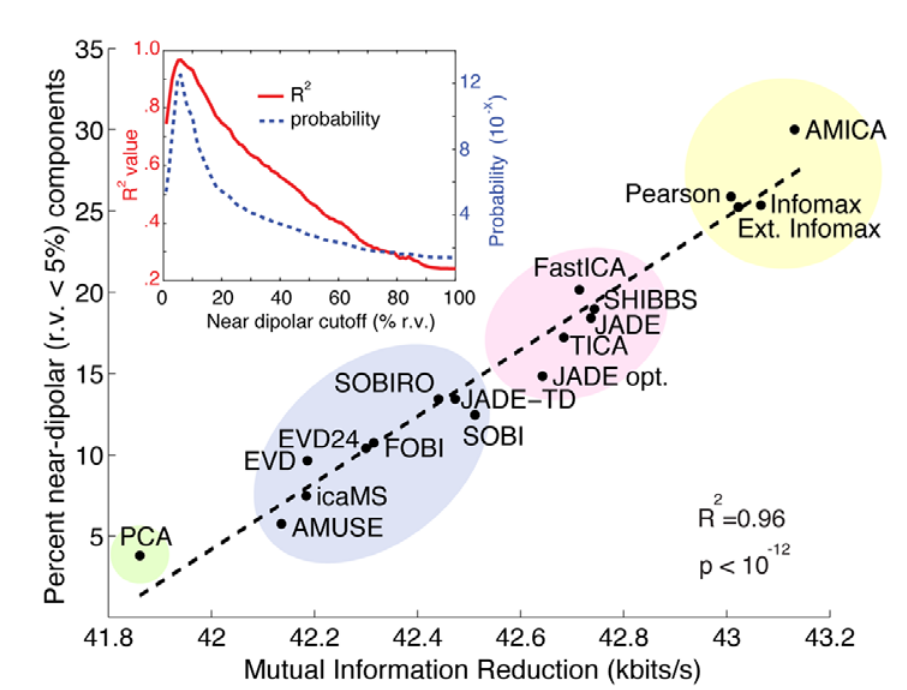 35
30
25
20
15
10
5
Percent near-dipolar (r.v. < 5%) components
1.0
.8
.6
.4
.2
R² value
R²
probability
12
8
4
Probability (10⁻ˣ)
0 20 40 60 80 100
Near dipolar cutoff (% r.v.)
AMICA
Pearson
Infomax
Ext. Infomax
FastICA
SHIBBS
JADE
TICA
JADE opt.
SOBIRO
JADE-TD
SOBI
EVD24
FOBI
EVD
icaMS
AMUSE
PCA
R²=0.96
p < 10⁻¹²
41.8 42 42.2 42.4 42.6 42.8 43 43.2
Mutual Information Reduction (kbits/s)